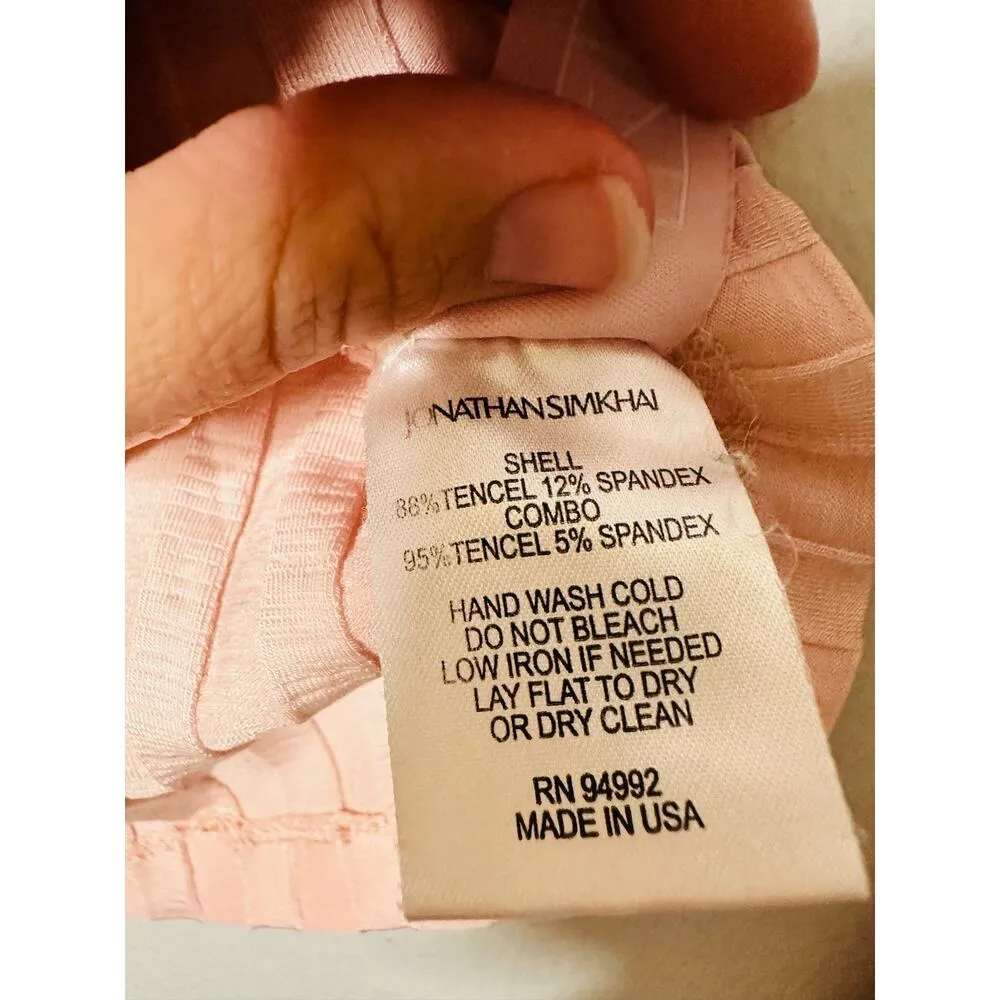 JONATHAN SIMKHAI
SHELL
88% TENCEL 12% SPANDEX
COMBO
95% TENCEL 5% SPANDEX
HAND WASH COLD
DO NOT BLEACH
LOW IRON IF NEEDED
LAY FLAT TO DRY
OR DRY CLEAN
RN 94992
MADE IN USA